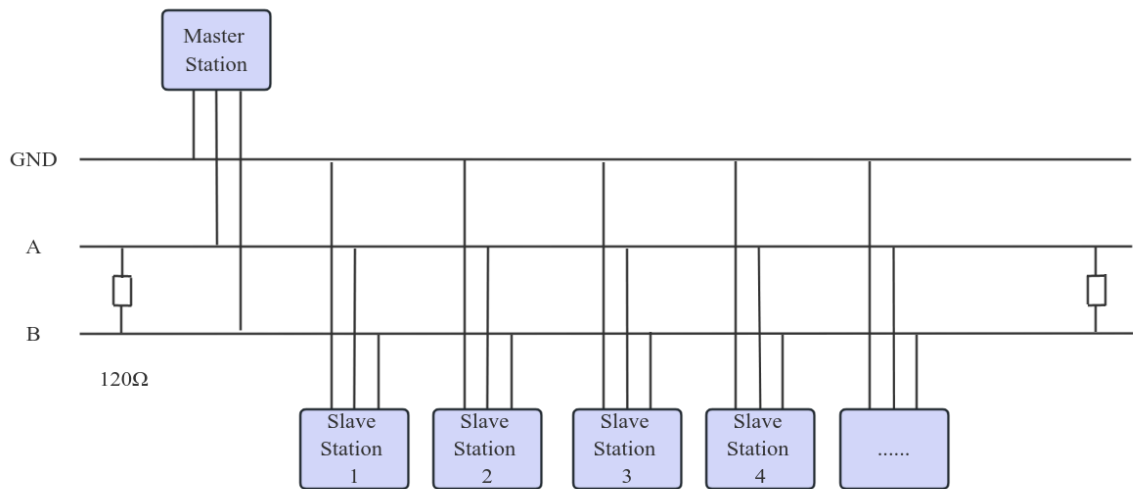 Master
Station
GND
A
B
120Ω
Slave
Station
1
Slave
Station
2
Slave
Station
3
Slave
Station
4
......